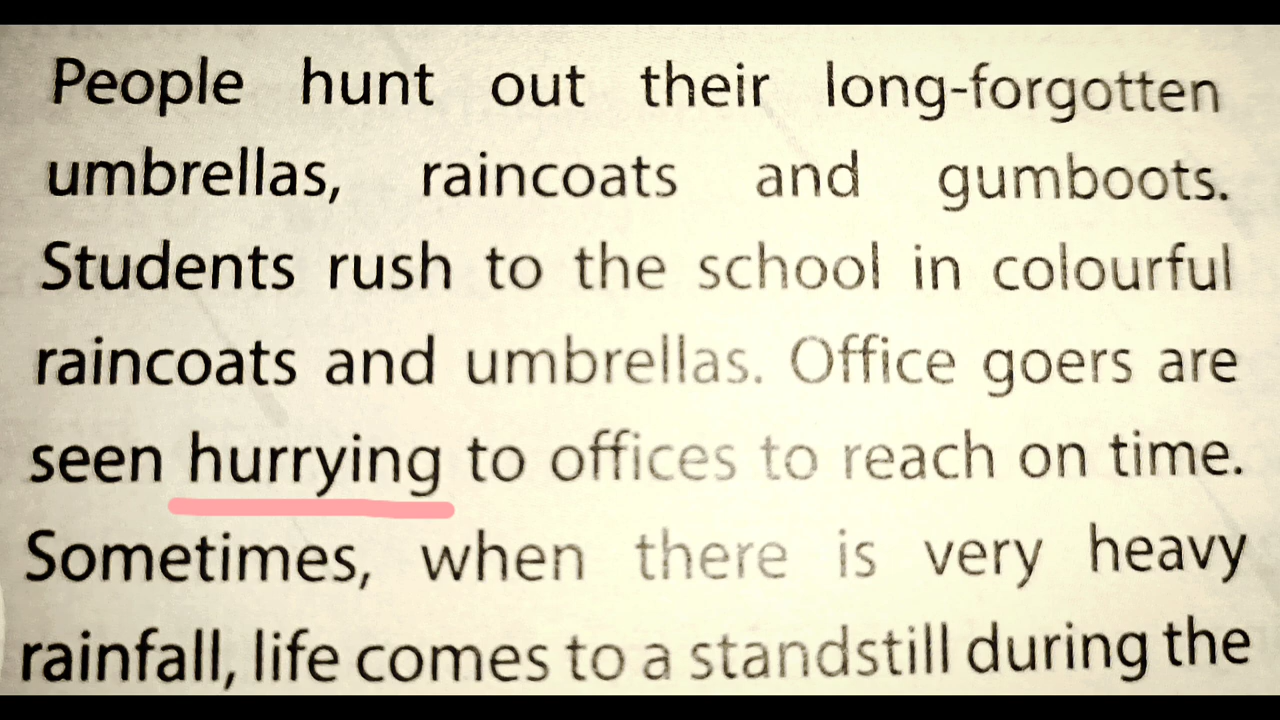 People hunt out their long-forgotten
umbrellas, raincoats and gumboots.
Students rush to the school in colourful
raincoats and umbrellas. Office goers are
seen hurrying to offices to reach on time.
Sometimes, when there is very heavy
rainfall, life comes to a standstill during the